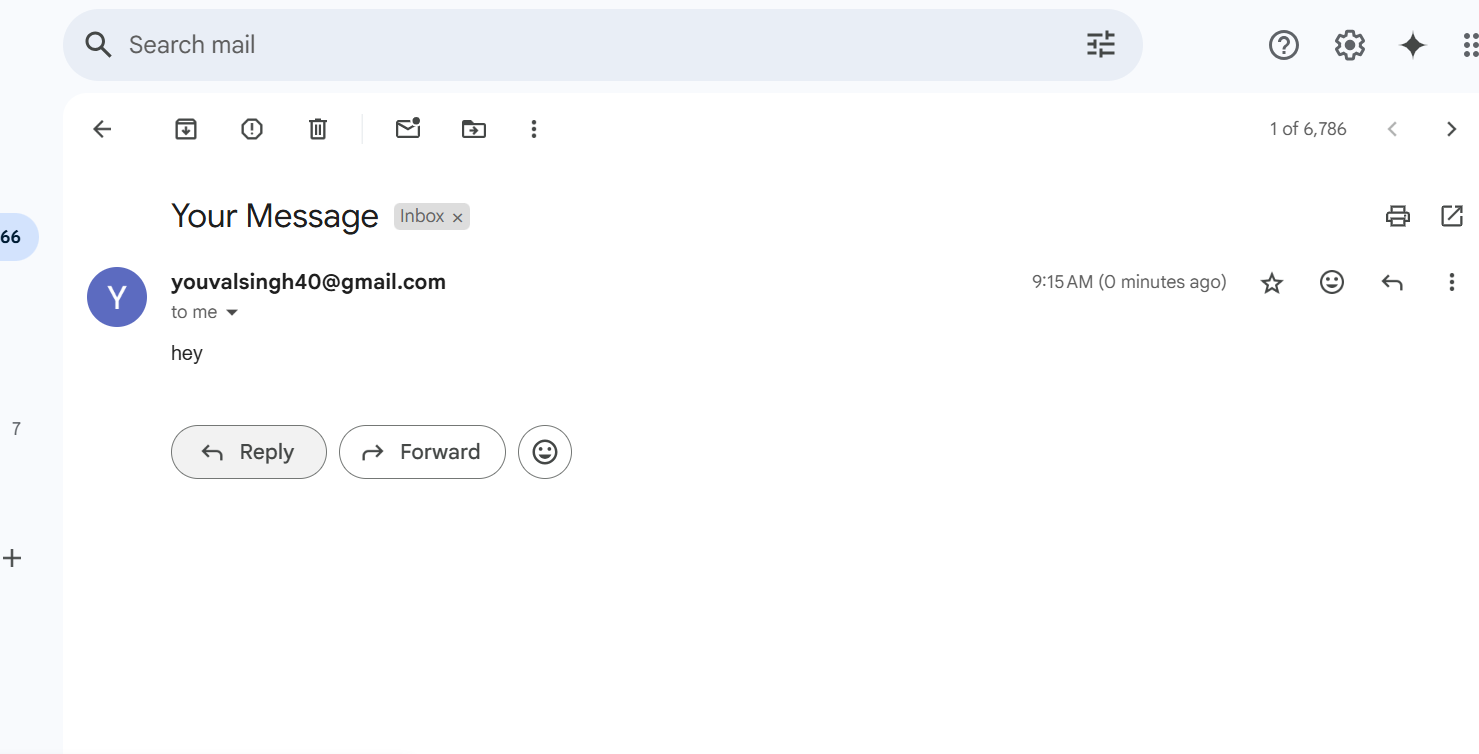 Search mail
1 of 6,786
Your Message Inbox ×
66
youvalsingh40@gmail.com 9:15 AM (0 minutes ago)
Y
to me
hey
7
Reply Forward